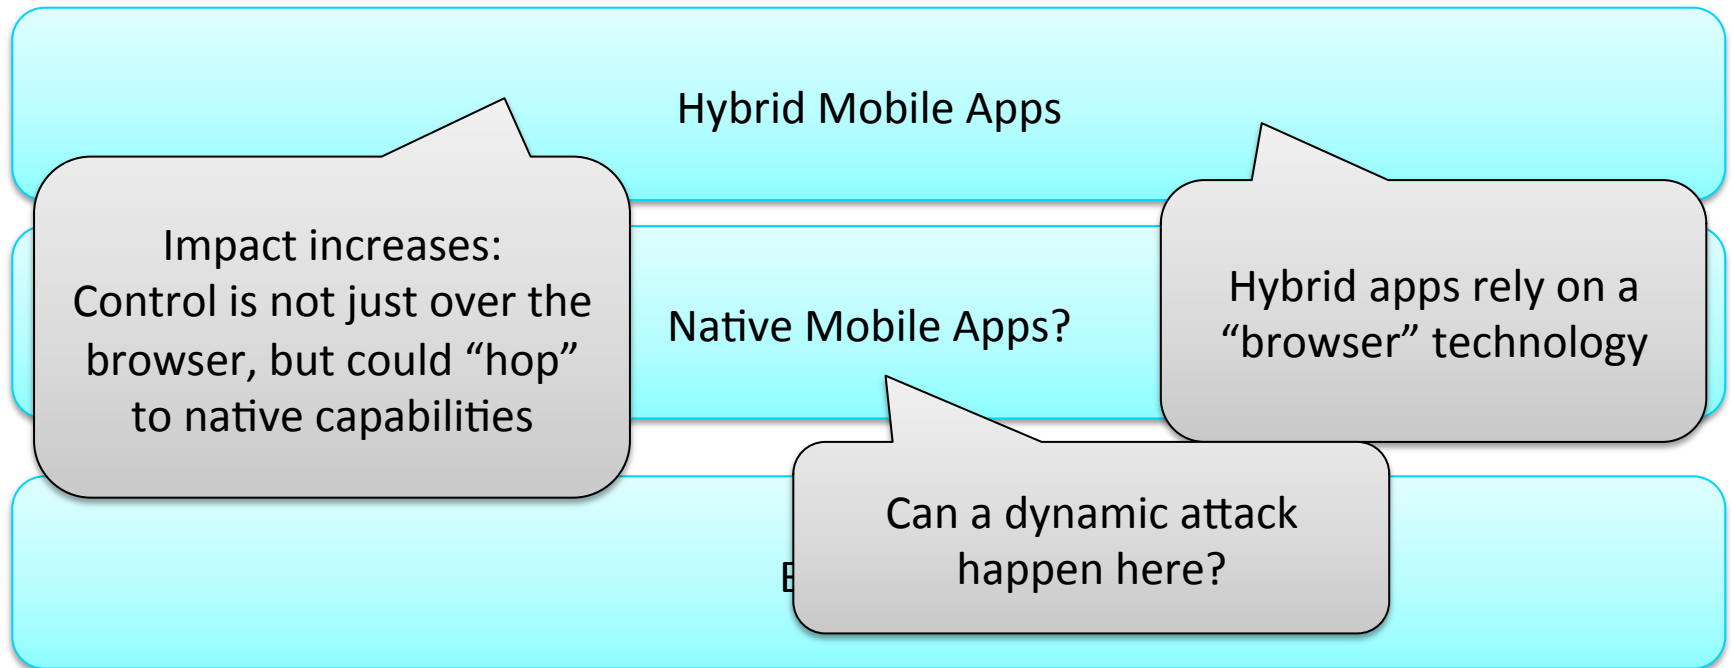 Hybrid Mobile Apps
Impact increases:
Control is not just over the
browser, but could “hop”
to native capabilities
Hybrid apps rely on a
“browser” technology
Native Mobile Apps?
Can a dynamic attack
happen here?